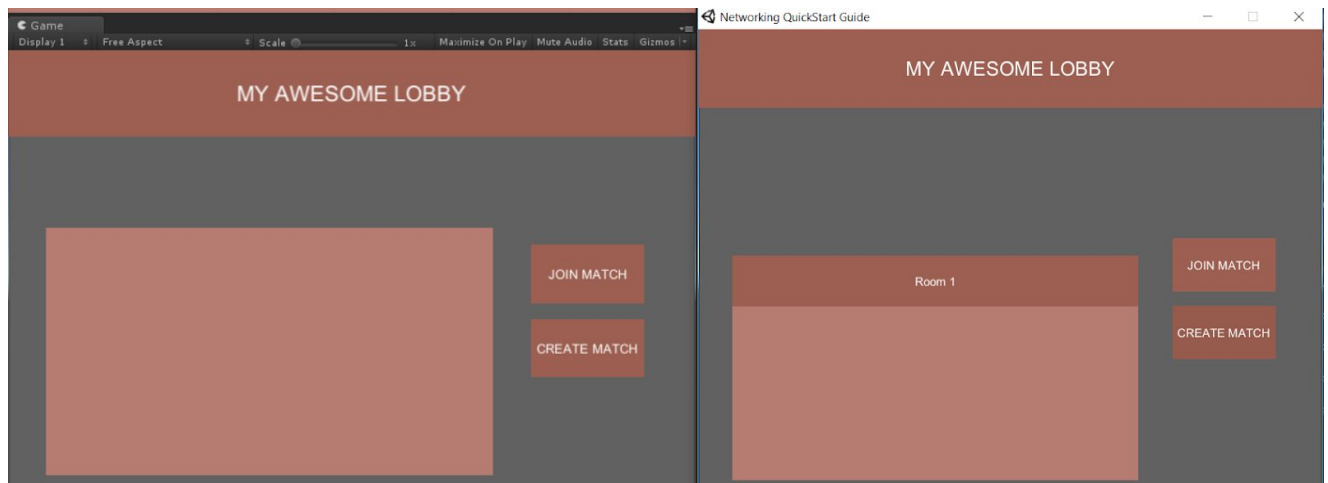 Game
Display 1 Free Aspect Scale 1x Maximize On Play Mute Audio Stats Gizmos
MY AWESOME LOBBY
JOIN MATCH
CREATE MATCH
Networking QuickStart Guide
MY AWESOME LOBBY
Room 1
JOIN MATCH
CREATE MATCH